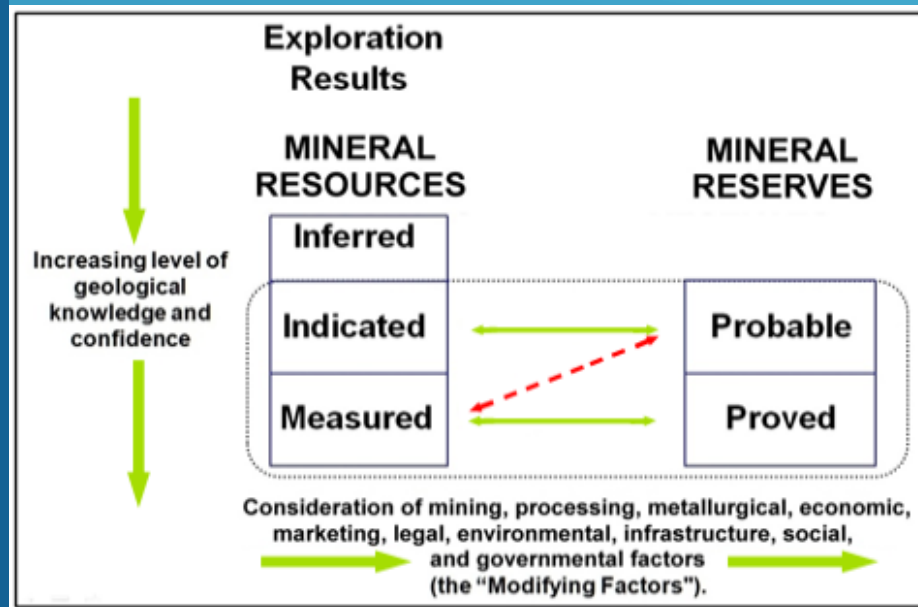 Exploration
Results
MINERAL
RESOURCES
MINERAL
RESERVES
Inferred
Increasing level of
geological
knowledge and
confidence
Indicated
Probable
Measured
Proved
Consideration of mining, processing, metallurgical, economic,
marketing, legal, environmental, infrastructure, social,
and governmental factors
(the “Modifying Factors").